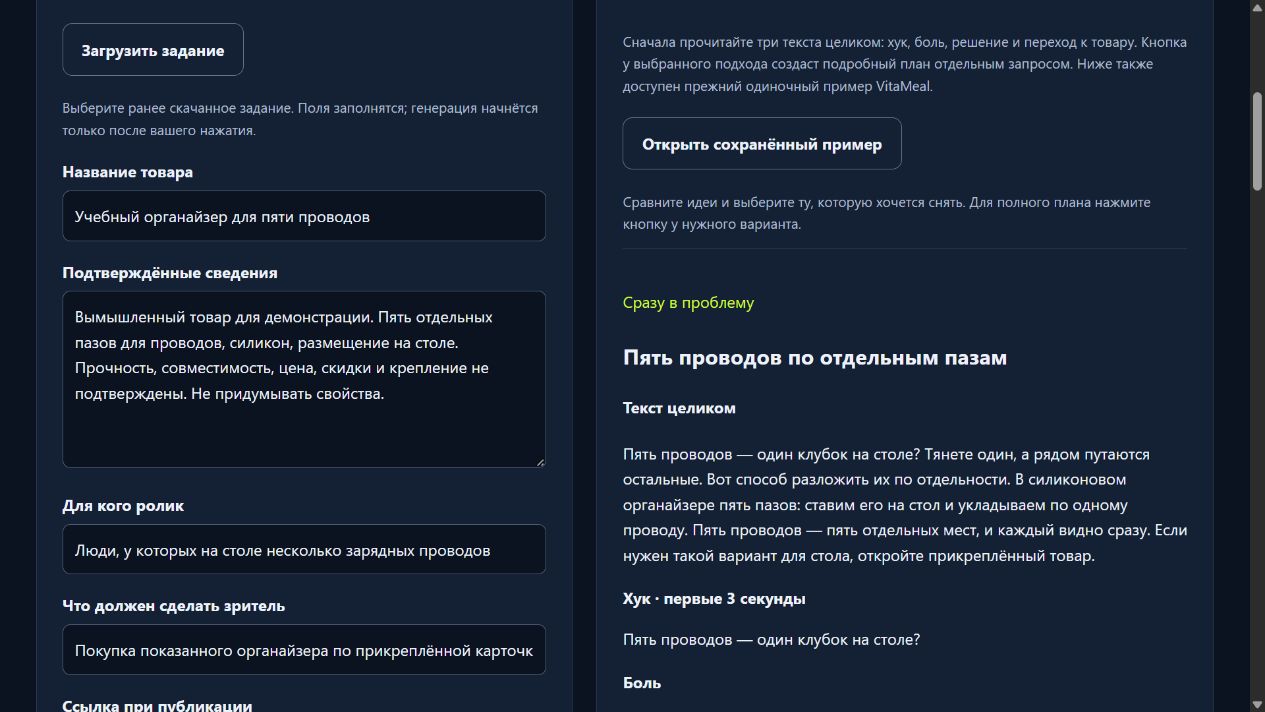 Загрузить задание
Выберите ранее скачанное задание. Поля заполнятся; генерация начнётся
только после вашего нажатия.
Название товара
Учебный органайзер для пяти проводов
Подтверждённые сведения
Вымышленный товар для демонстрации. Пять отдельных
пазов для проводов, силикон, размещение на столе.
Прочность, совместимость, цена, скидки и крепление не
подтверждены. Не придумывать свойства.
Для кого ролик
Люди, у которых на столе несколько зарядных проводов
Что должен сделать зритель
Покупка показанного органайзера по прикреплённой карточк
Ссылка при публикации
Сначала прочитайте три текста целиком: хук, боль, решение и переход к товару. Кнопка
у выбранного подхода создаст подробный план отдельным запросом. Ниже также
доступен прежний одиночный пример VitaMeal.
Открыть сохранённый пример
Сравните идеи и выберите ту, которую хочется снять. Для полного плана нажмите
кнопку у нужного варианта.
Сразу в проблему
Пять проводов по отдельным пазам
Текст целиком
Пять проводов — один клубок на столе? Тянете один, а рядом путаются
остальные. Вот способ разложить их по отдельности. В силиконовом
органайзере пять пазов: ставим его на стол и укладываем по одному
проводу. Пять проводов — пять отдельных мест, и каждый видно сразу. Если
нужен такой вариант для стола, откройте прикреплённый товар.
Хук · первые 3 секунды
Пять проводов — один клубок на столе?
Боль